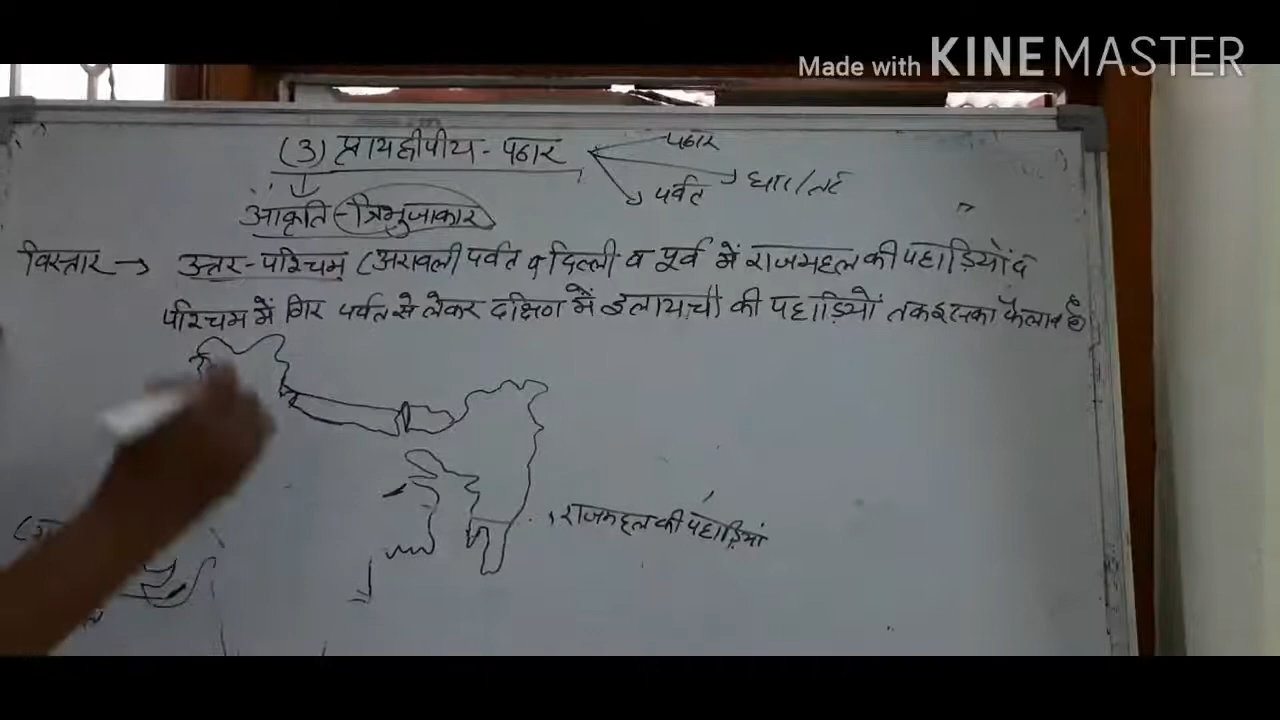 Made with KINEMASTER
(3) प्रायद्वीपीय - पठार
पठार
पर्वत
घाट/तट
आकृति - त्रिभुजाकार
विस्तार → उत्तर-पश्चिम (अरावली पर्वत व दिल्ली व पूर्व में राजमहल की पहाड़ियों व
पश्चिम में गिर पर्वत से लेकर दक्षिण में इलायची की पहाड़ियों तक इसका फैलाव है
राजमहल की पहाड़ियां